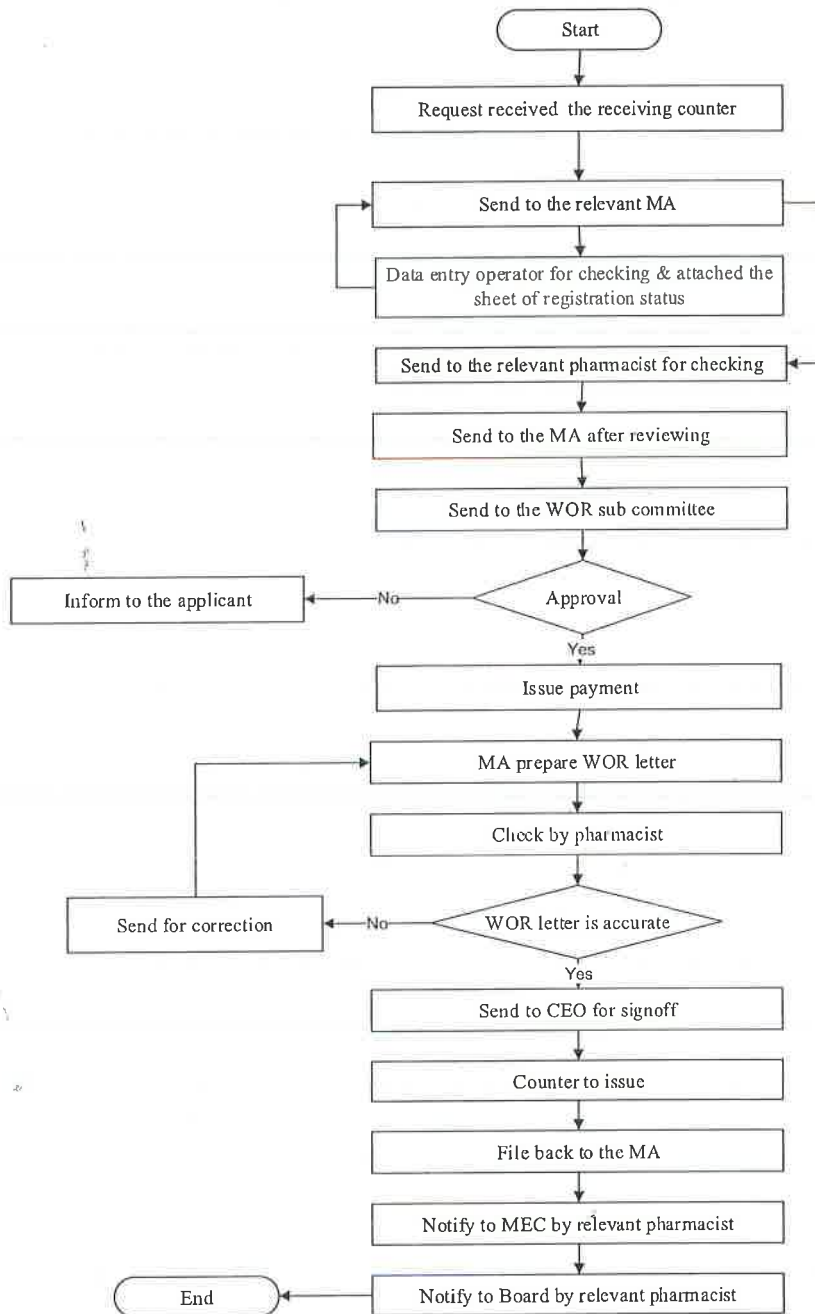 Start
Request received the receiving counter
Send to the relevant MA
Data entry operator for checking & attached the
sheet of registration status
Send to the relevant pharmacist for checking
Send to the MA after reviewing
Send to the WOR sub committee
Inform to the applicant
No
Approval
Yes
Issue payment
MA prepare WOR letter
Check by pharmacist
Send for correction
No
WOR letter is accurate
Yes
Send to CEO for signoff
Counter to issue
File back to the MA
Notify to MEC by relevant pharmacist
End
Notify to Board by relevant pharmacist